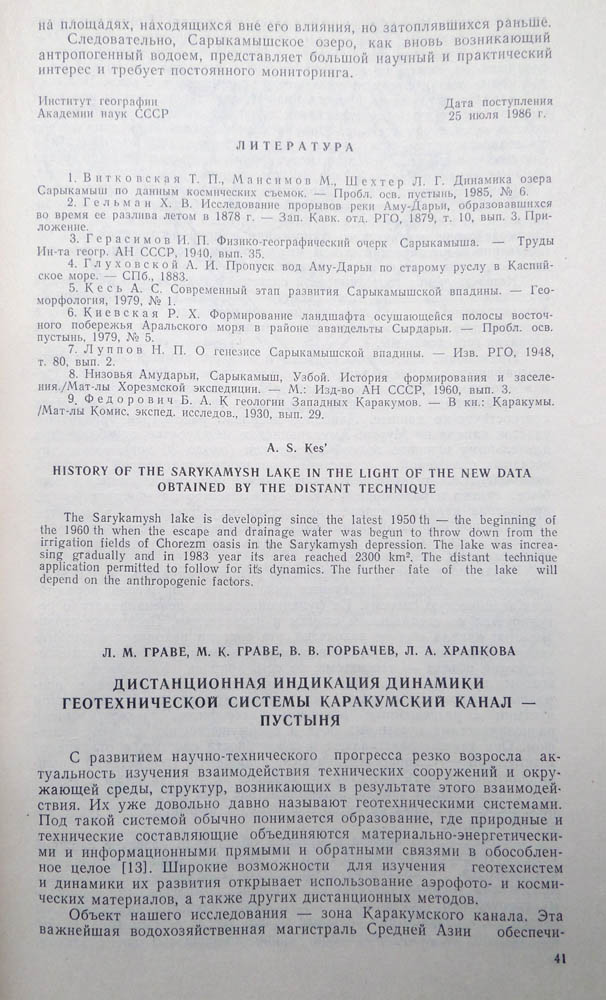 на площадях, находящихся вне его влияния, но затоплявшихся раньше.
Следовательно, Сарыкамышское озеро, как вновь возникающий
антропогенный водоем, представляет большой научный и практический
интерес и требует постоянного мониторинга.
Институт географии
Академии наук СССР
Дата поступления
25 июля 1986 г.
ЛИТЕРАТУРА
1. Витковская Т. П., Мансимов М., Шехтер Л. Г. Динамика озера
Сарыкамыш по данным космических съемок. — Пробл. осв. пустынь, 1985, № 6.
2. Гельман Х. В. Исследование прорывов реки Аму-Дарьи, образовавшихся
во время ее разлива летом в 1878 г. — Зап. Кавк. отд. РГО, 1879, т. 10, вып. 3. При-
ложение.
3. Герасимов И. П. Физико-географический очерк Сарыкамыша. — Труды
Ин-та геогр. АН СССР, 1940, вып. 35.
4. Глуховской А. И. Пропуск вод Аму-Дарьи по старому руслу в Каспий-
ское море. — СПб., 1883.
5. Кесь А. С. Современный этап развития Сарыкамышской впадины. — Гео-
морфология, 1979, № 1.
6. Киевская Р. Х. Формирование ландшафта осушающейся полосы восточ-
ного побережья Аральского моря в районе авандельты Сырдарьи. — Пробл. осв.
пустынь, 1979, № 5.
7. Луппов Н. П. О генезисе Сарыкамышской впадины. — Изв. РГО, 1948,
т. 80, вып. 2.
8. Низовья Амударьи, Сарыкамыш, Узбой. История формирования и заселе-
ния./Мат-лы Хорезмской экспедиции. — М.: Изд-во АН СССР, 1960, вып. 3.
9. Федорович Б. А. К геологии Западных Каракумов. — В кн.: Каракумы.
/Мат-лы Комис. экспед. исследов., 1930, вып. 29.
A. S. Kes'
HISTORY OF THE SARYKAMYSH LAKE IN THE LIGHT OF THE NEW DATA
OBTAINED BY THE DISTANT TECHNIQUE
The Sarykamysh lake is developing since the latest 1950 th — the beginning of
the 1960 th when the escape and drainage water was begun to throw down from the
irrigation fields of Chorezm oasis in the Sarykamysh depression. The lake was increa-
sing gradually and in 1983 year its area reached 2300 km². The distant technique
application permitted to follow for it's dynamics. The further fate of the lake will
depend on the anthropogenic factors.
Л. М. ГРАВЕ, М. К. ГРАВЕ, В. В. ГОРБАЧЕВ, Л. А. ХРАПКОВА
ДИСТАНЦИОННАЯ ИНДИКАЦИЯ ДИНАМИКИ
ГЕОТЕХНИЧЕСКОЙ СИСТЕМЫ КАРАКУМСКИЙ КАНАЛ —
ПУСТЫНЯ
С развитием научно-технического прогресса резко возросла ак-
туальность изучения взаимодействия технических сооружений и окру-
жающей среды, структур, возникающих в результате этого взаимодей-
ствия. Их уже довольно давно называют геотехническими системами.
Под такой системой обычно понимается образование, где природные и
технические составляющие объединяются материально-энергетически-
ми и информационными прямыми и обратными связями в обособлен-
ное целое [13]. Широкие возможности для изучения геотехсистем
и динамики их развития открывает использование аэрофото- и косми-
ческих материалов, а также других дистанционных методов.
Объект нашего исследования — зона Каракумского канала. Эта
важнейшая водохозяйственная магистраль Средней Азии обеспечи-
41